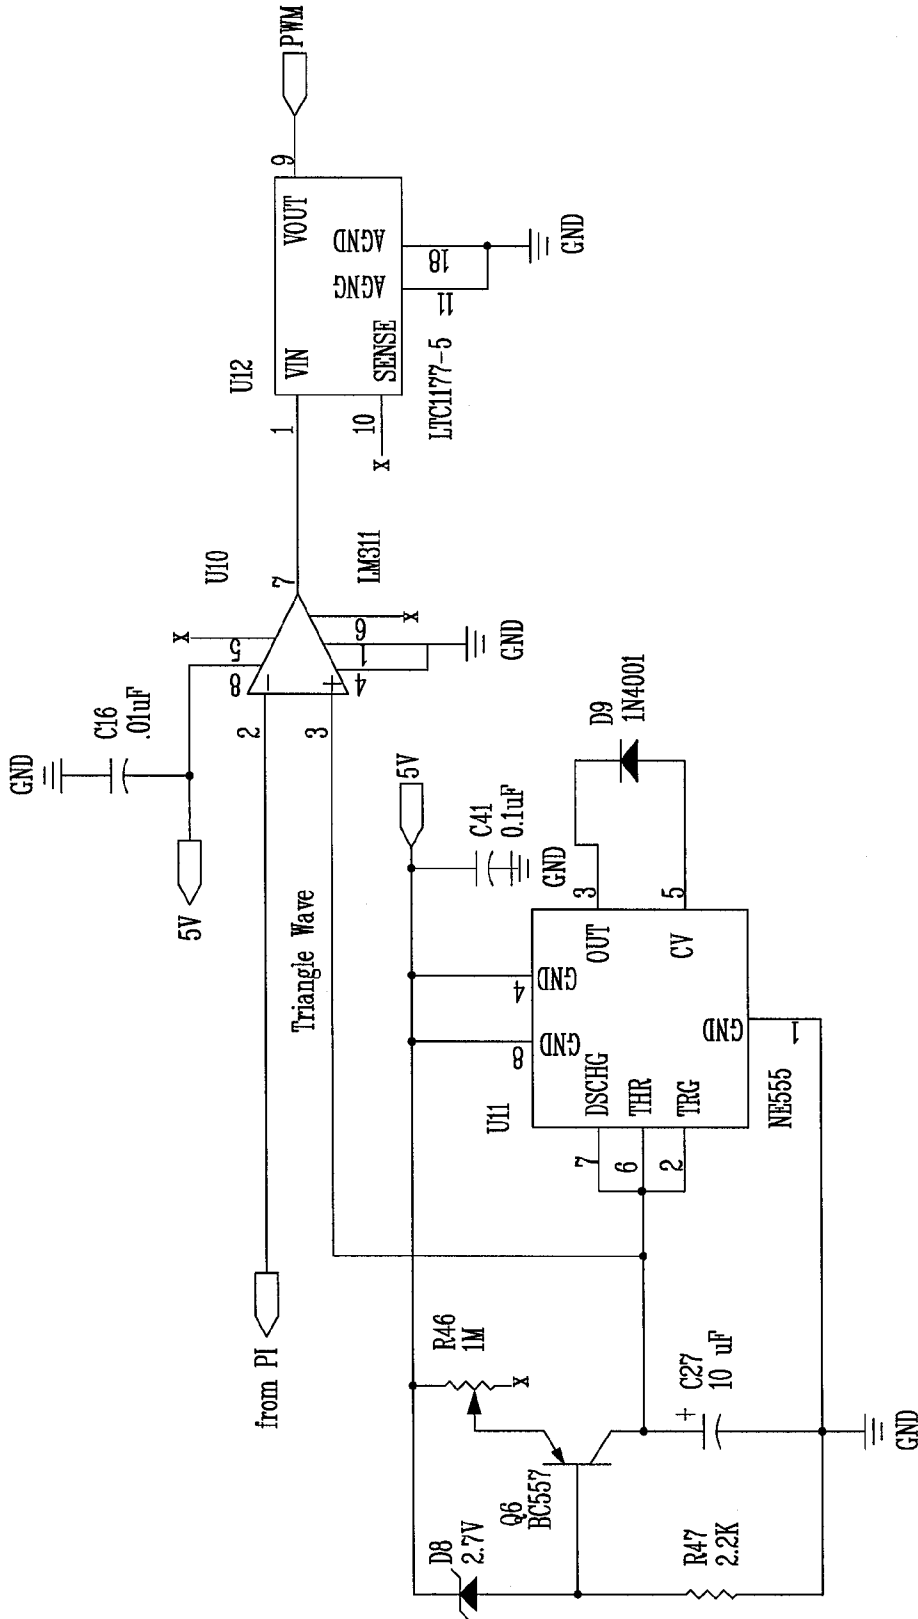 PWM
9
VOUT
AGND
18
GND
AGNG
11
U12
VIN
SENSE
LTC1177-5
1
10
x
U10
7
LM311
x
5
6
x
8
1
4
GND
2
3
GND
C16
.01uF
5V
Triangle Wave
from PI
5V
C41
0.1uF
GND
D9
1N4001
3
5
OUT
CV
4
GND
8
GND
GND
1
U11
DSCHG
THR
TRG
NE555
7
6
2
R46
1M
x
+
C27
10 uF
GND
Q6
BC557
D8
2.7V
R47
2.2K